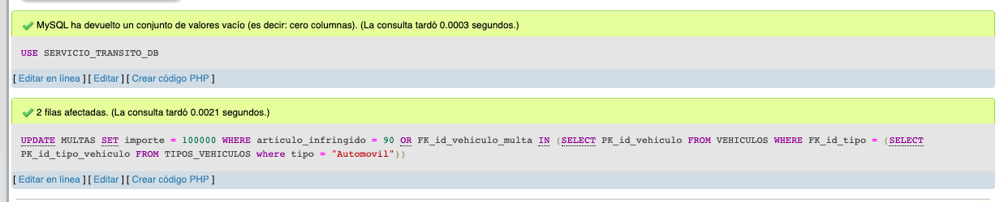 MySQL ha devuelto un conjunto de valores vacío (es decir: cero columnas). (La consulta tardó 0.0003 segundos.)
USE SERVICIO_TRANSITO_DB
[ Editar en línea ] [ Editar ] [ Crear código PHP ]
2 filas afectadas. (La consulta tardó 0.0021 segundos.)
UPDATE MULTAS SET importe = 100000 WHERE articulo_infringido = 90 OR FK_id_vehiculo_multa IN (SELECT PK_id_vehiculo FROM VEHICULOS WHERE FK_id_tipo = (SELECT
PK_id_tipo_vehiculo FROM TIPOS_VEHICULOS where tipo = "Automovil"))
[ Editar en línea ] [ Editar ] [ Crear código PHP ]